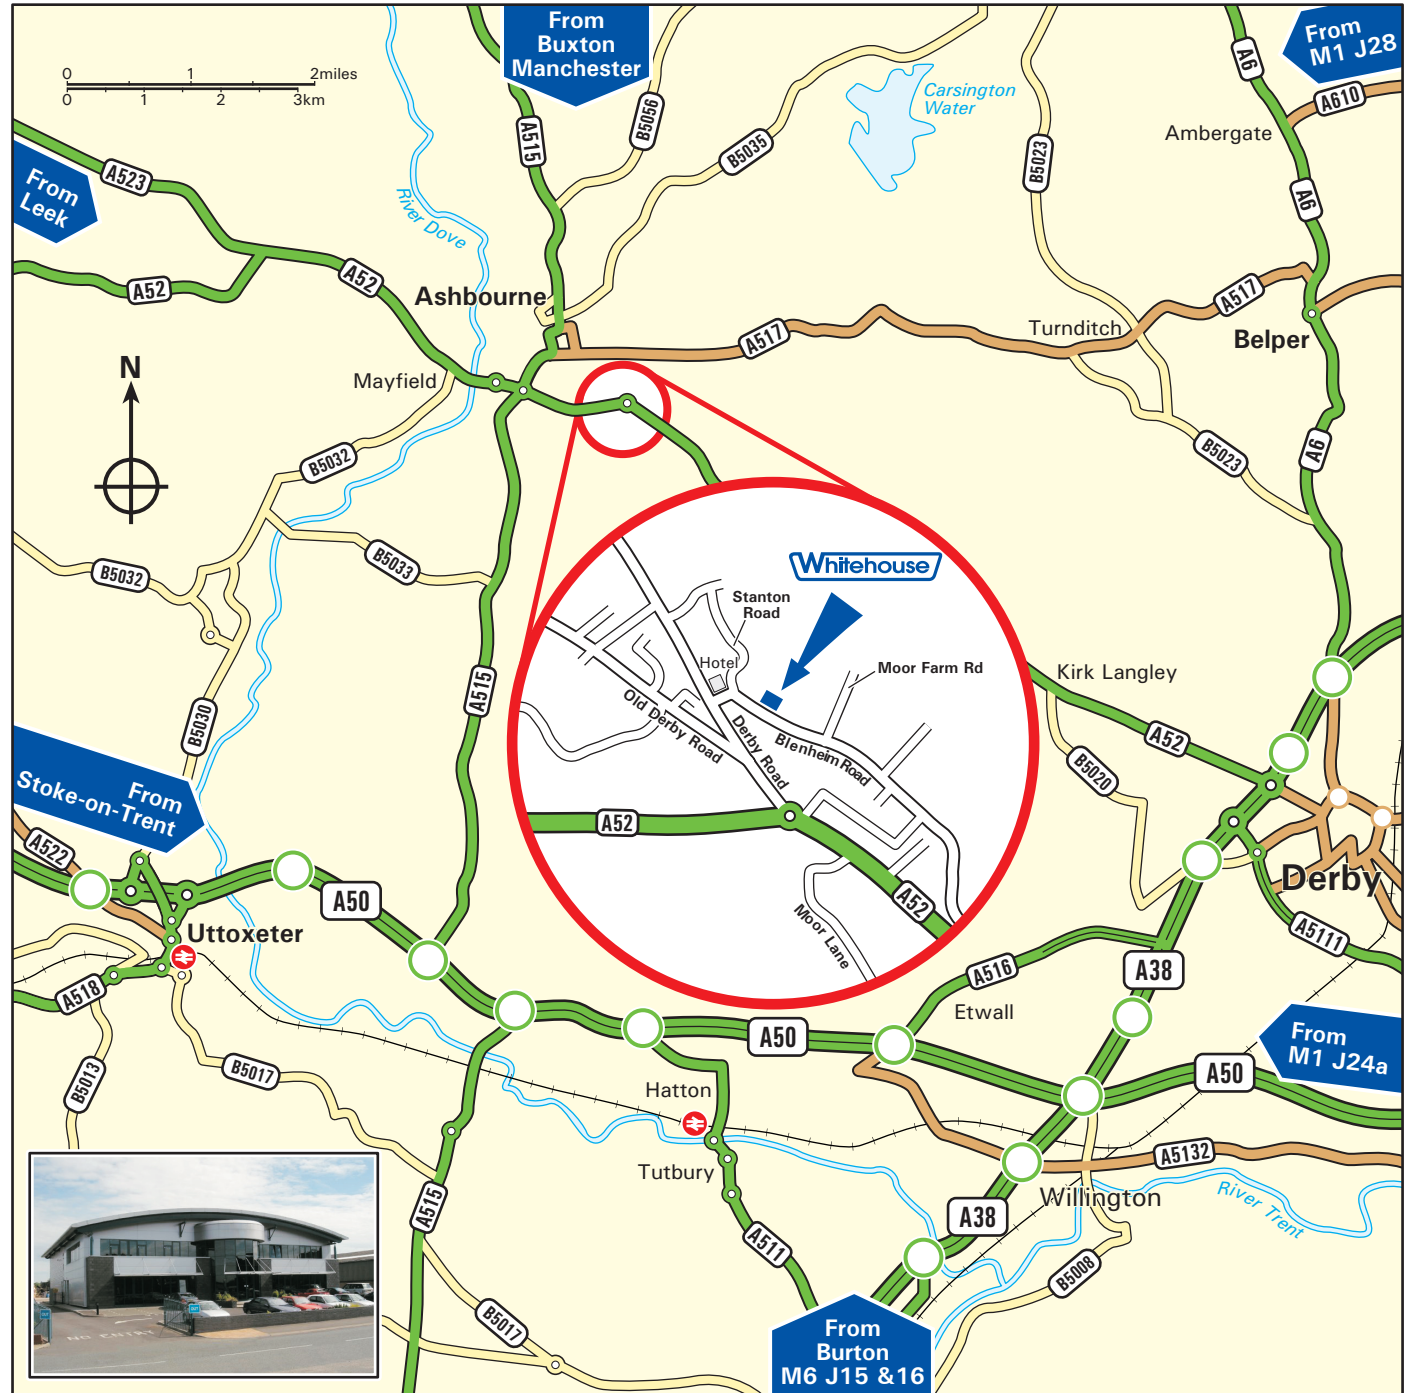 From
Buxton
Manchester
From
M1 J28
0 1 2miles
0 1 2 3km
A6
A610
Carsington
Water
Ambergate
A515
B5056
B5035
B5023
A523
From
Leek
River Dove
A6
A52
A52
Ashbourne
A517
A517
Turnditch
Belper
N
Mayfield
B5032
A6
B5023
B5032
B5033
Whitehouse
Stanton
Road
Hotel
Moor Farm Rd
Kirk Langley
A515
Old Derby Road
Derby Road
Blenheim Road
A52
B5030
B5020
From
Stoke-on-Trent
A52
A522
A50
Derby
A52
Moor Lane
Uttoxeter
A5111
A518
A516
A38
Etwall
A50
From
M1 J24a
A50
B5013
B5017
Hatton
Tutbury
A5132
Willington
River Trent
A515
A38
A511
B5008
B5017
NO ENTRY
From
Burton
M6 J15 &16